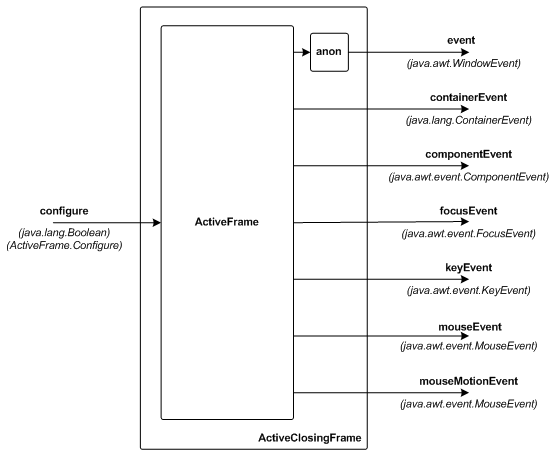 event
anon
(java.awt.WindowEvent)
containerEvent
(java.lang.ContainerEvent)
componentEvent
(java.awt.event.ComponentEvent)
configure
(java.lang.Boolean)
(ActiveFrame.Configure)
ActiveFrame
focusEvent
(java.awt.event.FocusEvent)
keyEvent
(java.awt.event.KeyEvent)
mouseEvent
(java.awt.event.MouseEvent)
mouseMotionEvent
(java.awt.event.MouseEvent)
ActiveClosingFrame